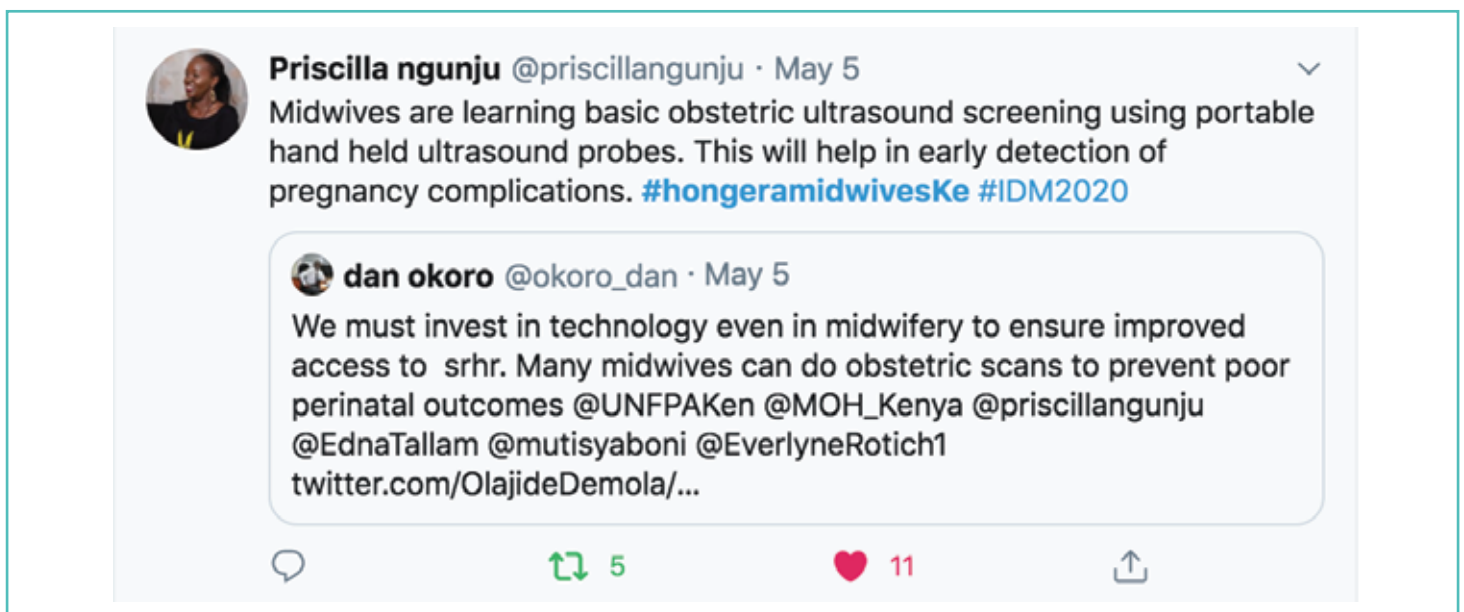 Priscilla ngunju @priscillangunju · May 5
Midwives are learning basic obstetric ultrasound screening using portable
hand held ultrasound probes. This will help in early detection of
pregnancy complications. #hongeramidwivesKe #IDM2020
dan okoro @okoro_dan · May 5
We must invest in technology even in midwifery to ensure improved
access to  srhr. Many midwives can do obstetric scans to prevent poor
perinatal outcomes @UNFPAKen @MOH_Kenya @priscillangunju
@EdnaTallam @mutisyaboni @EverlyneRotich1
twitter.com/OlajideDemola/...
5 11